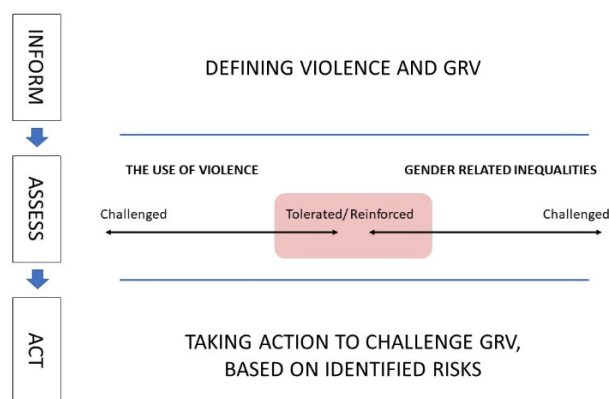 INFORM
DEFINING VIOLENCE AND GRV
ASSESS
THE USE OF VIOLENCE
GENDER RELATED INEQUALITIES
Challenged
Tolerated/Reinforced
Challenged
ACT
TAKING ACTION TO CHALLENGE GRV,
BASED ON IDENTIFIED RISKS